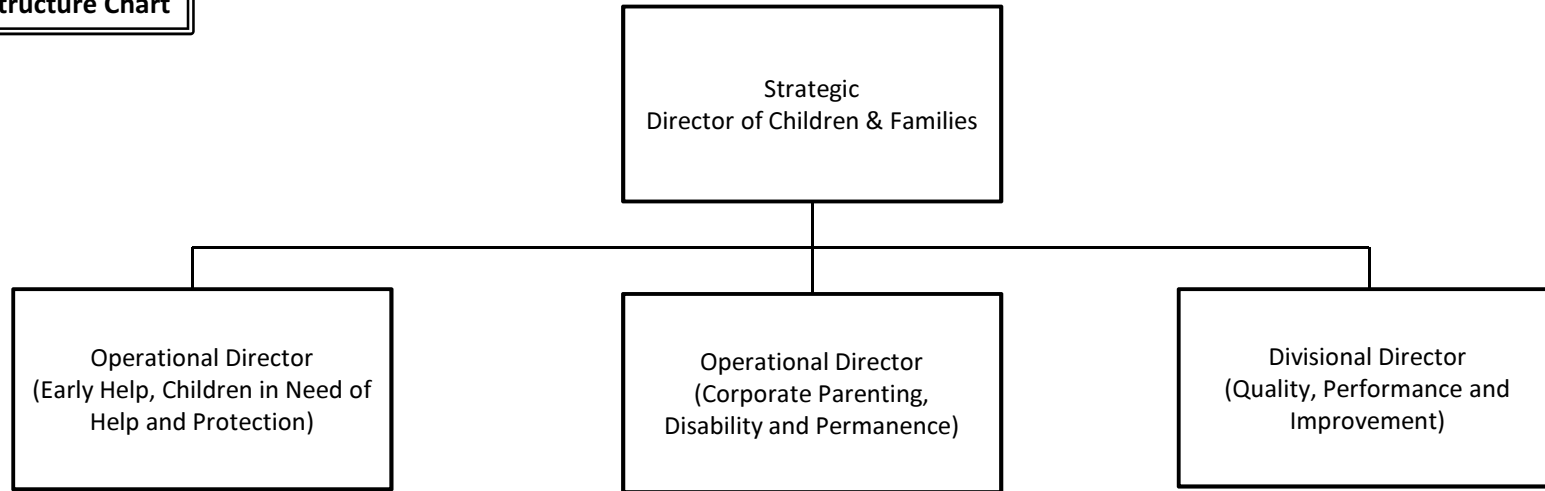 tructure Chart
Strategic
Director of Children & Families
Operational Director
(Early Help, Children in Need of
Help and Protection)
Operational Director
(Corporate Parenting,
Disability and Permanence)
Divisional Director
(Quality, Performance and
Improvement)